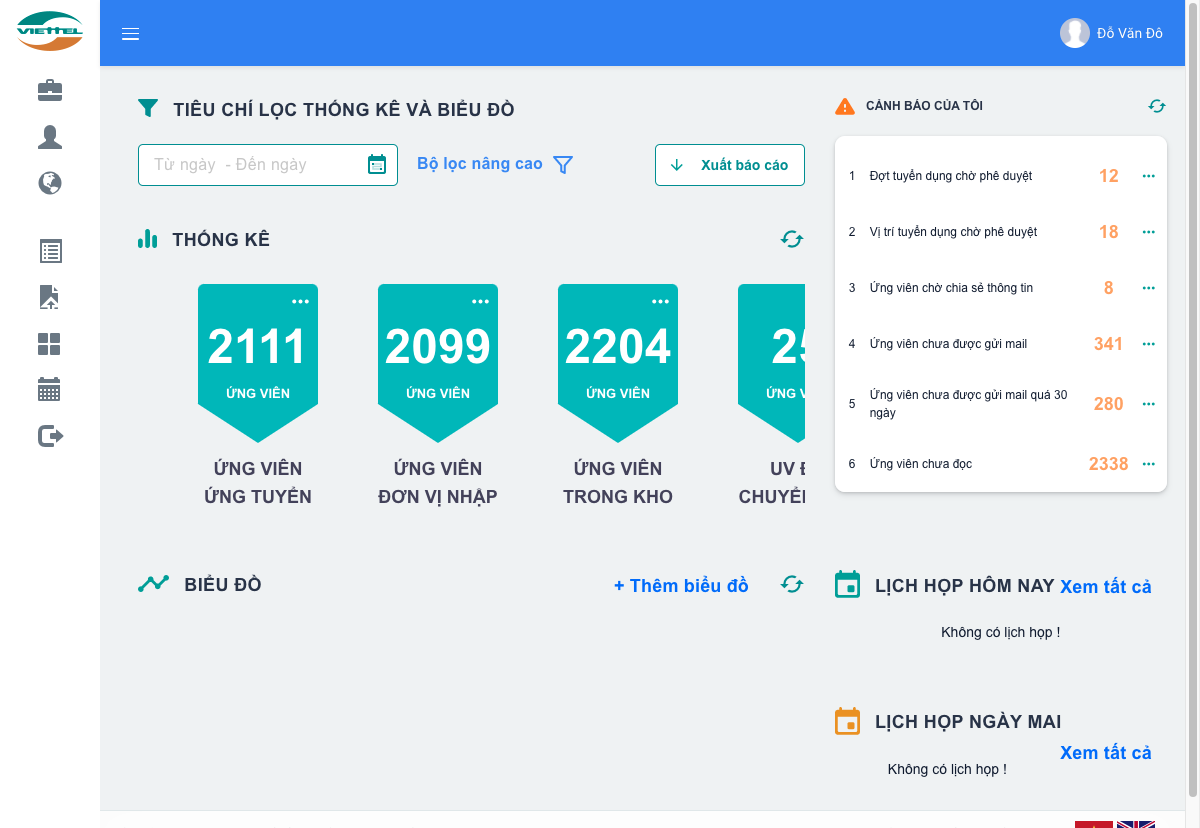 VIETTEL
Đỗ Văn Đô
TIÊU CHÍ LỌC THỐNG KÊ VÀ BIỂU ĐỒ
Từ ngày - Đến ngày
Bộ lọc nâng cao
Xuất báo cáo
THỐNG KÊ
2111
ỨNG VIÊN
ỨNG VIÊN
ỨNG TUYỂN
2099
ỨNG VIÊN
ỨNG VIÊN
ĐƠN VỊ NHẬP
2204
ỨNG VIÊN
ỨNG VIÊN
TRONG KHO
ỨNG
UV
BIỂU ĐỒ
+ Thêm biểu đồ
CẢNH BÁO CỦA TÔI
1 Đợt tuyển dụng chờ phê duyệt 12
2 Vị trí tuyển dụng chờ phê duyệt 18
3 Ứng viên chờ chia sẻ thông tin 8
4 Ứng viên chưa được gửi mail 341
5 Ứng viên chưa được gửi mail quá 30
ngày 280
6 Ứng viên chưa đọc 2338
LỊCH HỌP HÔM NAY Xem tất cả
Không có lịch họp !
LỊCH HỌP NGÀY MAI
Xem tất cả
Không có lịch họp !